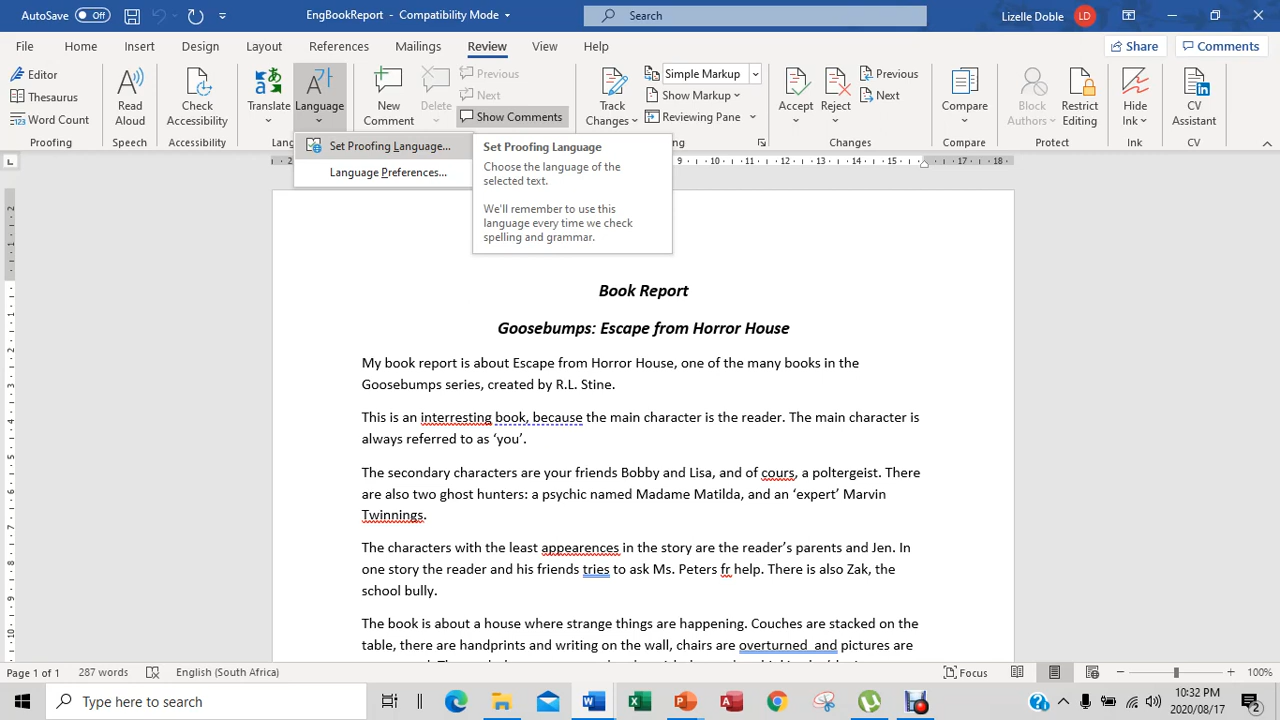 AutoSave Off
EngBookReport - Compatibility Mode
Search
Lizelle Doble LD
File Home Insert Design Layout References Mailings Review View Help
Share Comments
Editor
Thesaurus
Word Count
Proofing
Read
Aloud
Speech
Check
Accessibility
Accessibility
Translate
Language
Lang
Set Proofing Language...
Language Preferences...
New
Comment
Delete
Previous
Next
Show Comments
Track
Changes
Simple Markup
Show Markup
Reviewing Pane
Accept
Reject
Previous
Next
Changes
Compare
Compare
Block
Authors
Restrict
Editing
Protect
Hide
Ink
Ink
CV
Assistant
CV
Set Proofing Language
Choose the language of the
selected text.
We'll remember to use this
language every time we check
spelling and grammar.
9 10 11 12 13 14 15 16 17 18
Book Report
Goosebumps: Escape from Horror House
My book report is about Escape from Horror House, one of the many books in the
Goosebumps series, created by R.L. Stine.
This is an interresting book, because the main character is the reader. The main character is
always referred to as ‘you’.
The secondary characters are your friends Bobby and Lisa, and of cours, a poltergeist. There
are also two ghost hunters: a psychic named Madame Matilda, and an ‘expert’ Marvin
Twinnings.
The characters with the least appearences in the story are the reader’s parents and Jen. In
one story the reader and his friends tries to ask Ms. Peters fr help. There is also Zak, the
school bully.
The book is about a house where strange things are happening. Couches are stacked on the
table, there are handprints and writing on the wall, chairs are overturned  and pictures are
Page 1 of 1 287 words English (South Africa) Focus 100%
Type here to search
10:32 PM
2020/08/17
2